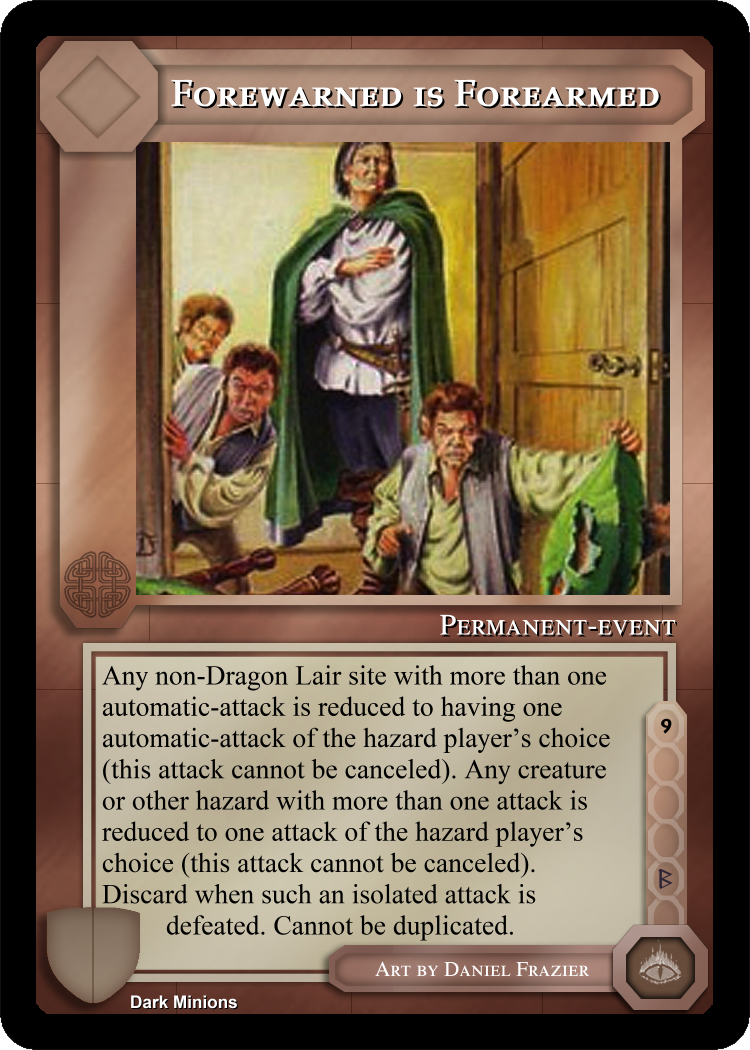 Forewarned is Forearmed
Permanent-event
Any non-Dragon Lair site with more than one
automatic-attack is reduced to having one
automatic-attack of the hazard player’s choice
(this attack cannot be canceled). Any creature
or other hazard with more than one attack is
reduced to one attack of the hazard player’s
choice (this attack cannot be canceled).
Discard when such an isolated attack is
defeated. Cannot be duplicated.
9
ᛒ
Art by Daniel Frazier
Dark Minions